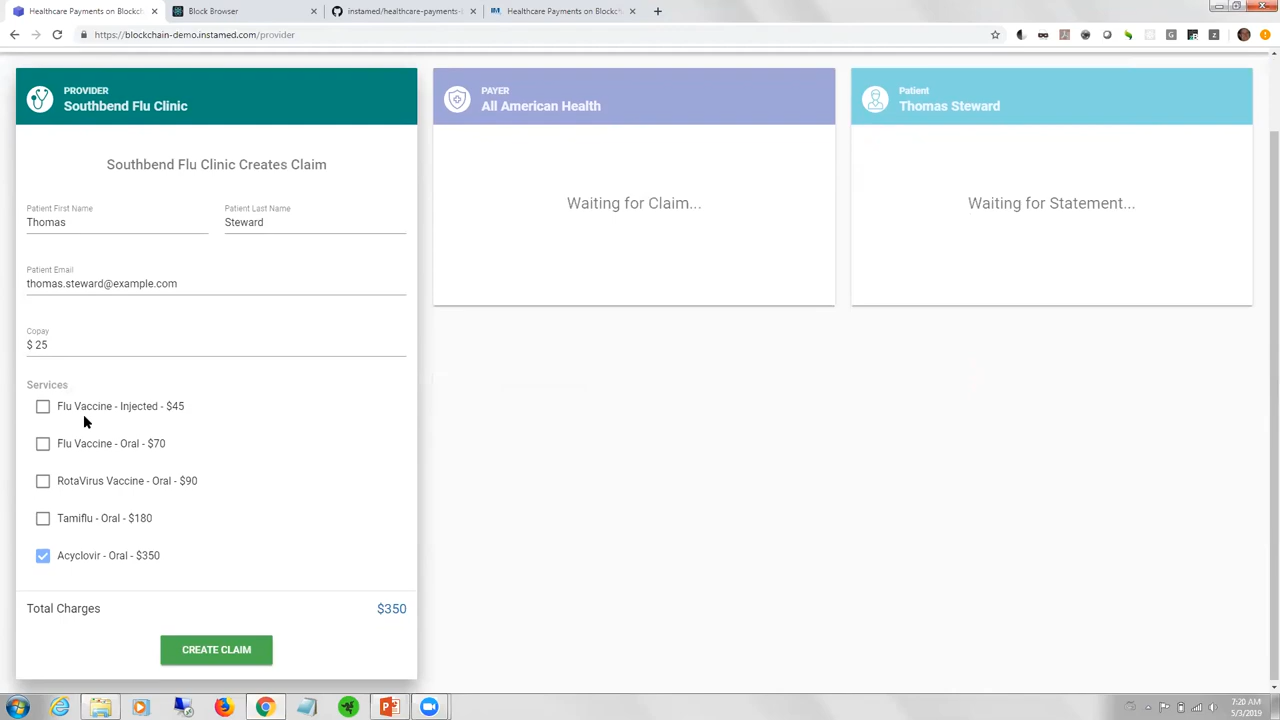 Healthcare Payments on Blockch
Block Browser
instamed/healthcare-payments-
Healthcare Payments on Blockch
https://blockchain-demo.instamed.com/provider
PROVIDER
Southbend Flu Clinic
Southbend Flu Clinic Creates Claim
Patient First Name
Patient Last Name
Thomas
Steward
Patient Email
thomas.steward@example.com
Copay
$ 25
Services
Flu Vaccine - Injected - $45
Flu Vaccine - Oral - $70
RotaVirus Vaccine - Oral - $90
Tamiflu - Oral - $180
Acyclovir - Oral - $350
Total Charges
$350
CREATE CLAIM
PAYER
All American Health
Waiting for Claim...
Patient
Thomas Steward
Waiting for Statement...
7:20 AM
5/3/2019